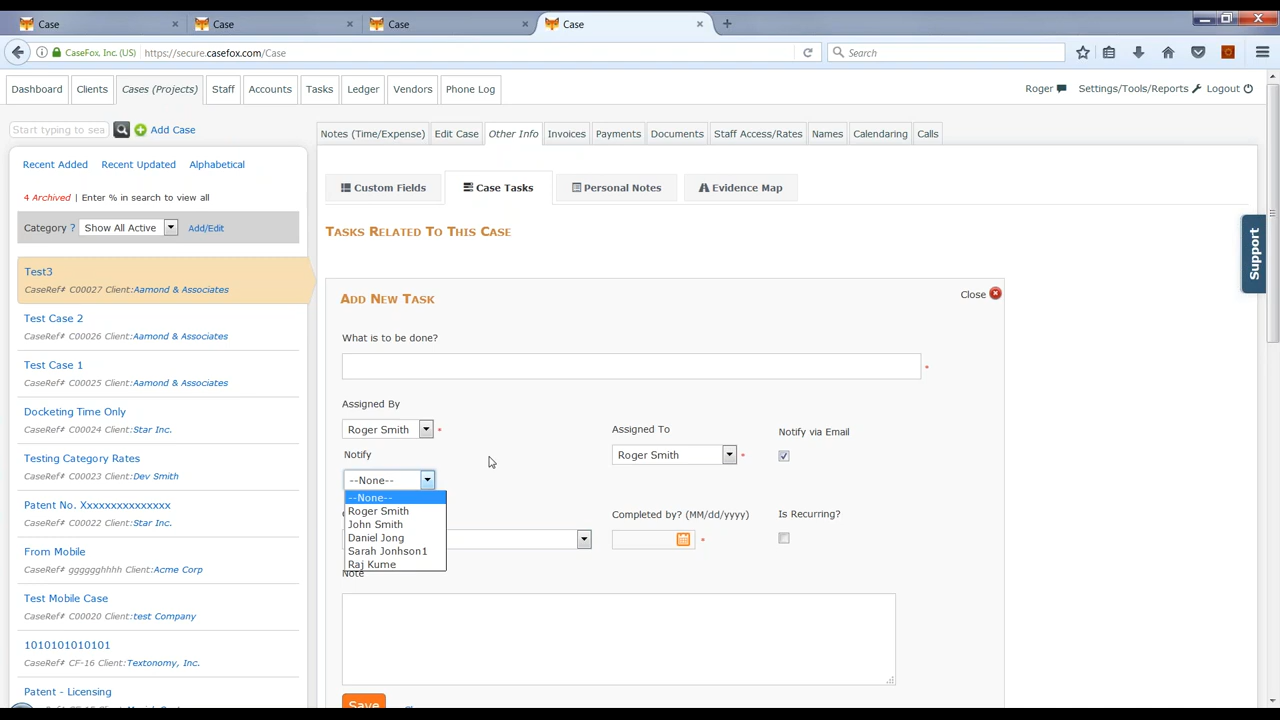 Case Case Case Case
CaseFox, Inc. (US) https://secure.casefox.com/Case Search
Dashboard Clients Cases (Projects) Staff Accounts Tasks Ledger Vendors Phone Log Roger Settings/Tools/Reports Logout
Start typing to sea Add Case
Notes (Time/Expense) Edit Case Other Info Invoices Payments Documents Staff Access/Rates Names Calendaring Calls
Recent Added Recent Updated Alphabetical
4 Archived | Enter % in search to view all
Category ? Show All Active Add/Edit
Test3
CaseRef# C00027 Client:Aamond & Associates
Test Case 2
CaseRef# C00026 Client:Aamond & Associates
Test Case 1
CaseRef# C00025 Client:Aamond & Associates
Docketing Time Only
CaseRef# C00024 Client:Star Inc.
Testing Category Rates
CaseRef# C00023 Client:Dev Smith
Patent No. Xxxxxxxxxxxxxxx
CaseRef# C00022 Client:Star Inc.
From Mobile
CaseRef# ggggghhhhh Client:Acme Corp
Test Mobile Case
CaseRef# C00020 Client:test Company
1010101010101
CaseRef# CF-16 Client:Textonomy, Inc.
Patent - Licensing
Custom Fields Case Tasks Personal Notes Evidence Map
Tasks Related To This Case
Add New Task Close
What is to be done?
*
Assigned By
Roger Smith *
Assigned To
Roger Smith *
Notify via Email
Notify
--None--
--None--
Roger Smith
John Smith
Daniel Jong
Sarah Jonhson1
Raj Kume
Completed by? (MM/dd/yyyy)
*
Is Recurring?
Note
Save
Support